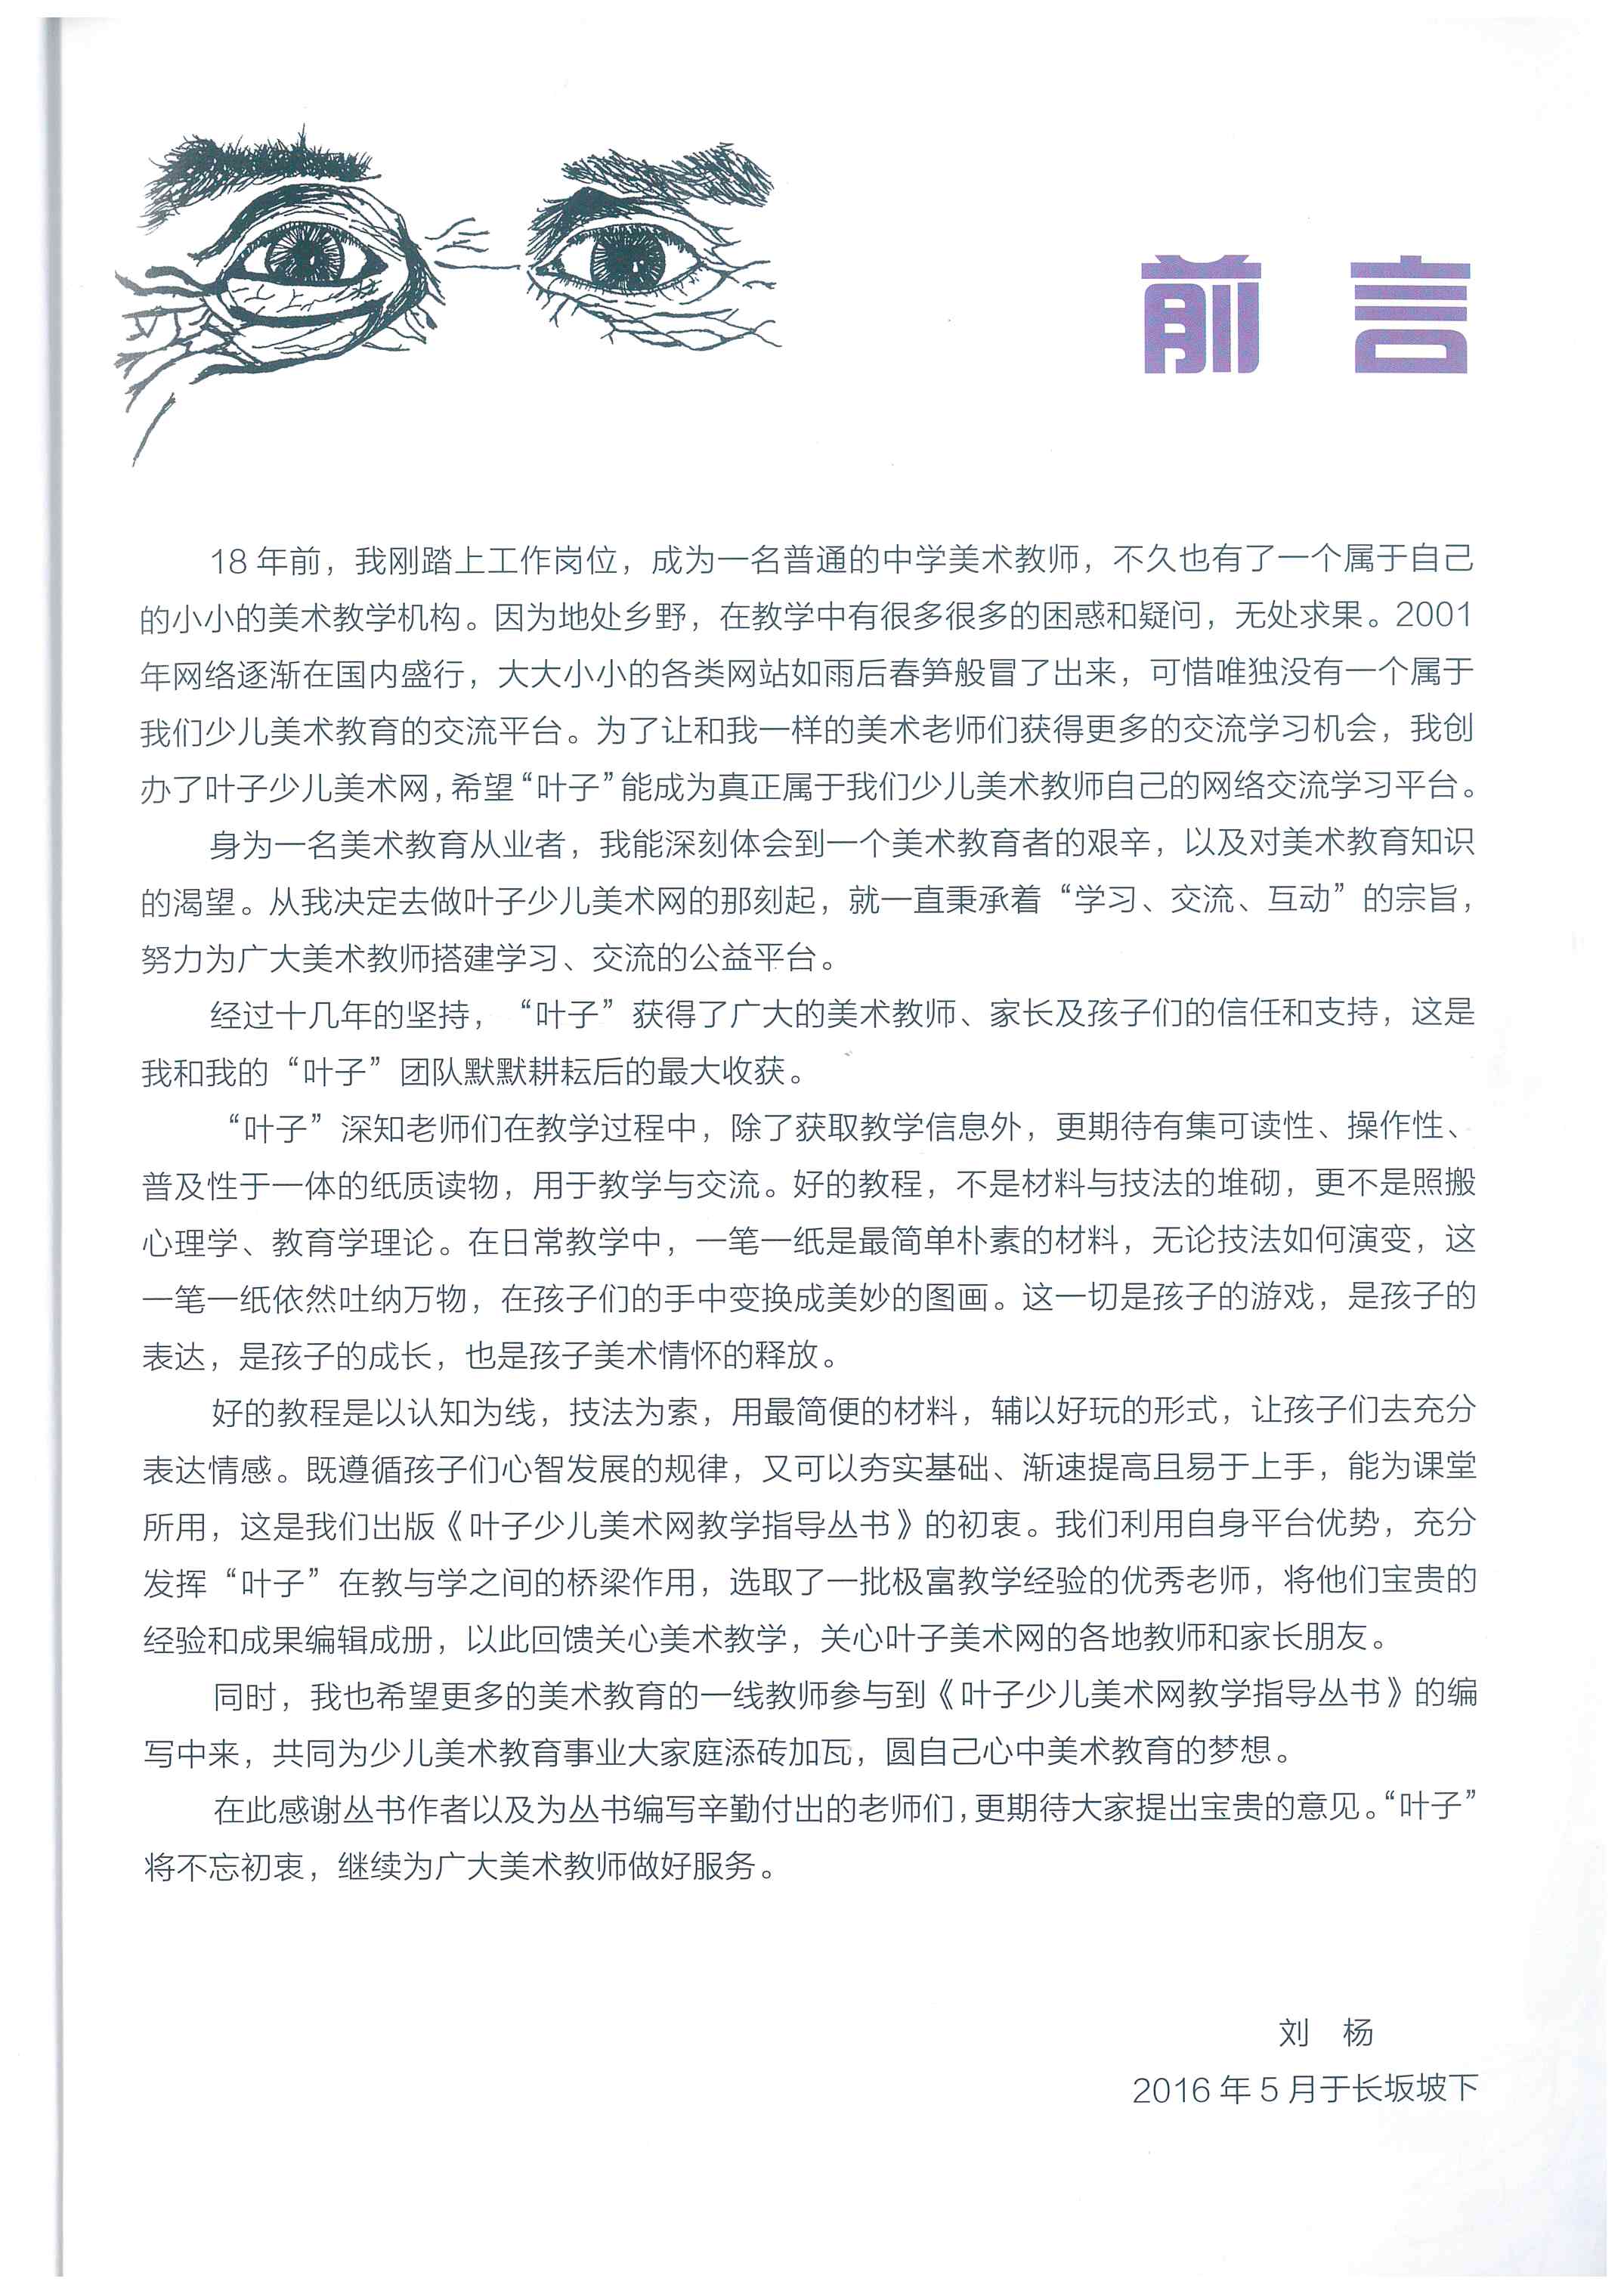 前言
18 年前，我刚踏上工作岗位，成为一名普通的中学美术教师，不久也有了一个属于自己
的小小的美术教学机构。因为地处乡野，在教学中有很多很多的困惑和疑问，无处求果。2001
年网络逐渐在国内盛行，大大小小的各类网站如雨后春笋般冒了出来，可惜唯独没有一个属于
我们少儿美术教育的交流平台。为了让和我一样的美术老师们获得更多的交流学习机会，我创
办了叶子少儿美术网，希望“叶子”能成为真正属于我们少儿美术教师自己的网络交流学习平台。
身为一名美术教育从业者，我能深刻体会到一个美术教育者的艰辛，以及对美术教育知识
的渴望。从我决定去做叶子少儿美术网的那刻起，就一直秉承着“学习、交流、互动”的宗旨，
努力为广大美术教师搭建学习、交流的公益平台。
经过十几年的坚持，“叶子”获得了广大的美术教师、家长及孩子们的信任和支持，这是
我和我的“叶子”团队默默耕耘后的最大收获。
“叶子”深知老师们在教学过程中，除了获取教学信息外，更期待有集可读性、操作性、
普及性于一体的纸质读物，用于教学与交流。好的教程，不是材料与技法的堆砌，更不是照搬
心理学、教育学理论。在日常教学中，一笔一纸是最简单朴素的材料，无论技法如何演变，这
一笔一纸依然吐纳万物，在孩子们的手中变换成美妙的图画。这一切是孩子的游戏，是孩子的
表达，是孩子的成长，也是孩子美术情怀的释放。
好的教程是以认知为线，技法为索，用最简便的材料，辅以好玩的形式，让孩子们去充分
表达情感。既遵循孩子们心智发展的规律，又可以夯实基础、渐速提高且易于上手，能为课堂
所用，这是我们出版《叶子少儿美术网教学指导丛书》的初衷。我们利用自身平台优势，充分
发挥“叶子”在教与学之间的桥梁作用，选取了一批极富教学经验的优秀老师，将他们宝贵的
经验和成果编辑成册，以此回馈关心美术教学，关心叶子美术网的各地教师和家长朋友。
同时，我也希望更多的美术教育的一线教师参与到《叶子少儿美术网教学指导丛书》的编
写中来，共同为少儿美术教育事业大家庭添砖加瓦，圆自己心中美术教育的梦想。
在此感谢丛书作者以及为丛书编写辛勤付出的老师们，更期待大家提出宝贵的意见。“叶子”
将不忘初衷，继续为广大美术教师做好服务。
刘 杨
2016 年 5 月于长坂坡下